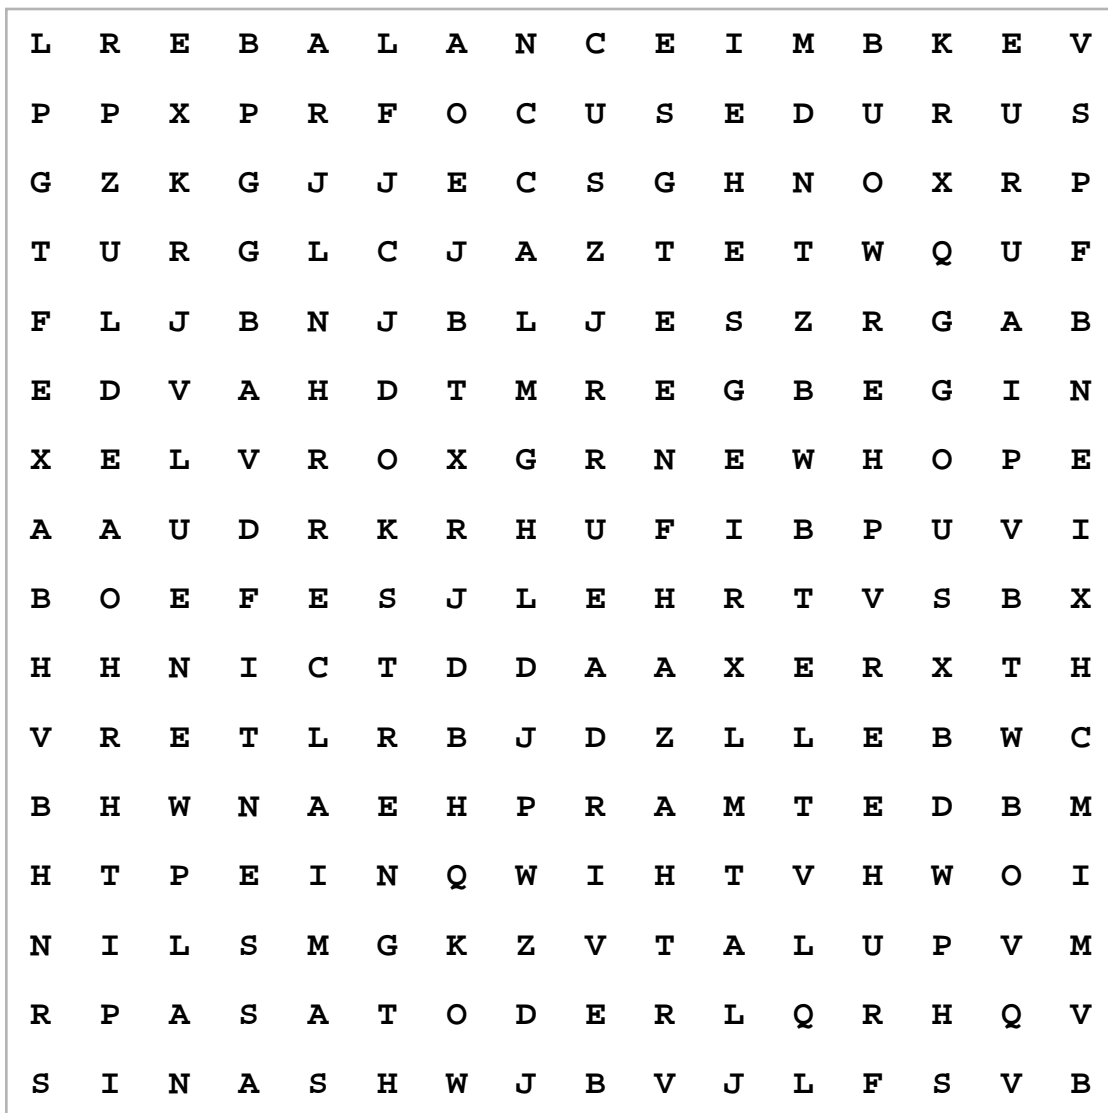 L R E B A L A N C E I M B K E V
P P X P R F O C U S E D U R U S
G Z K G J J E C S G H N O X R P
T U R G L C J A Z T E T W Q U F
F L J B N J B L J E S Z R G A B
E D V A H D T M R E G B E G I N
X E L V R O X G R N E W H O P E
A A U D R K R H U F I B P U V I
B O E F E S J L E H R T V S B X
H H N I C T D D A A X E R X T H
V R E T L R B J D Z L L E B W C
B H W N A E H P R A M T E D B M
H T P E I N Q W I H T V H W O I
N I L S M G K Z V T A L U P V M
R P A S A T O D E R L Q R H Q V
S I N A S H W J B V J L F S V B